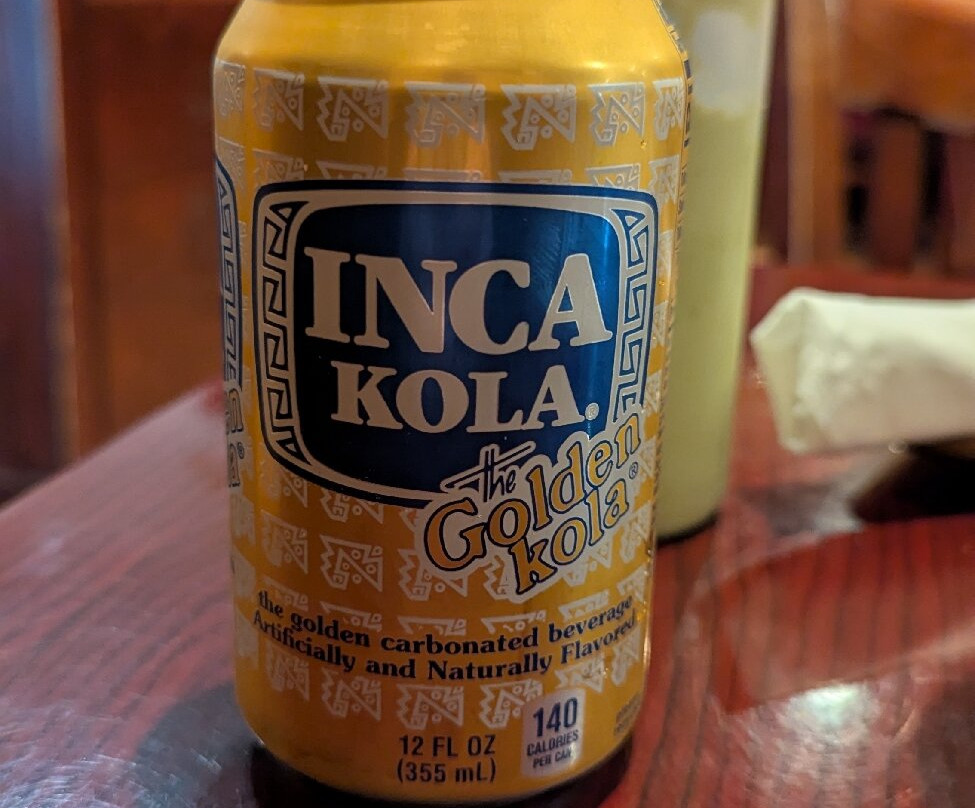 INCA
KOLA®
the
Golden
kola®
the golden carbonated beverage
Artificially and Naturally Flavored
12 FL OZ
(355 mL)
140
CALORIES
PER CAN